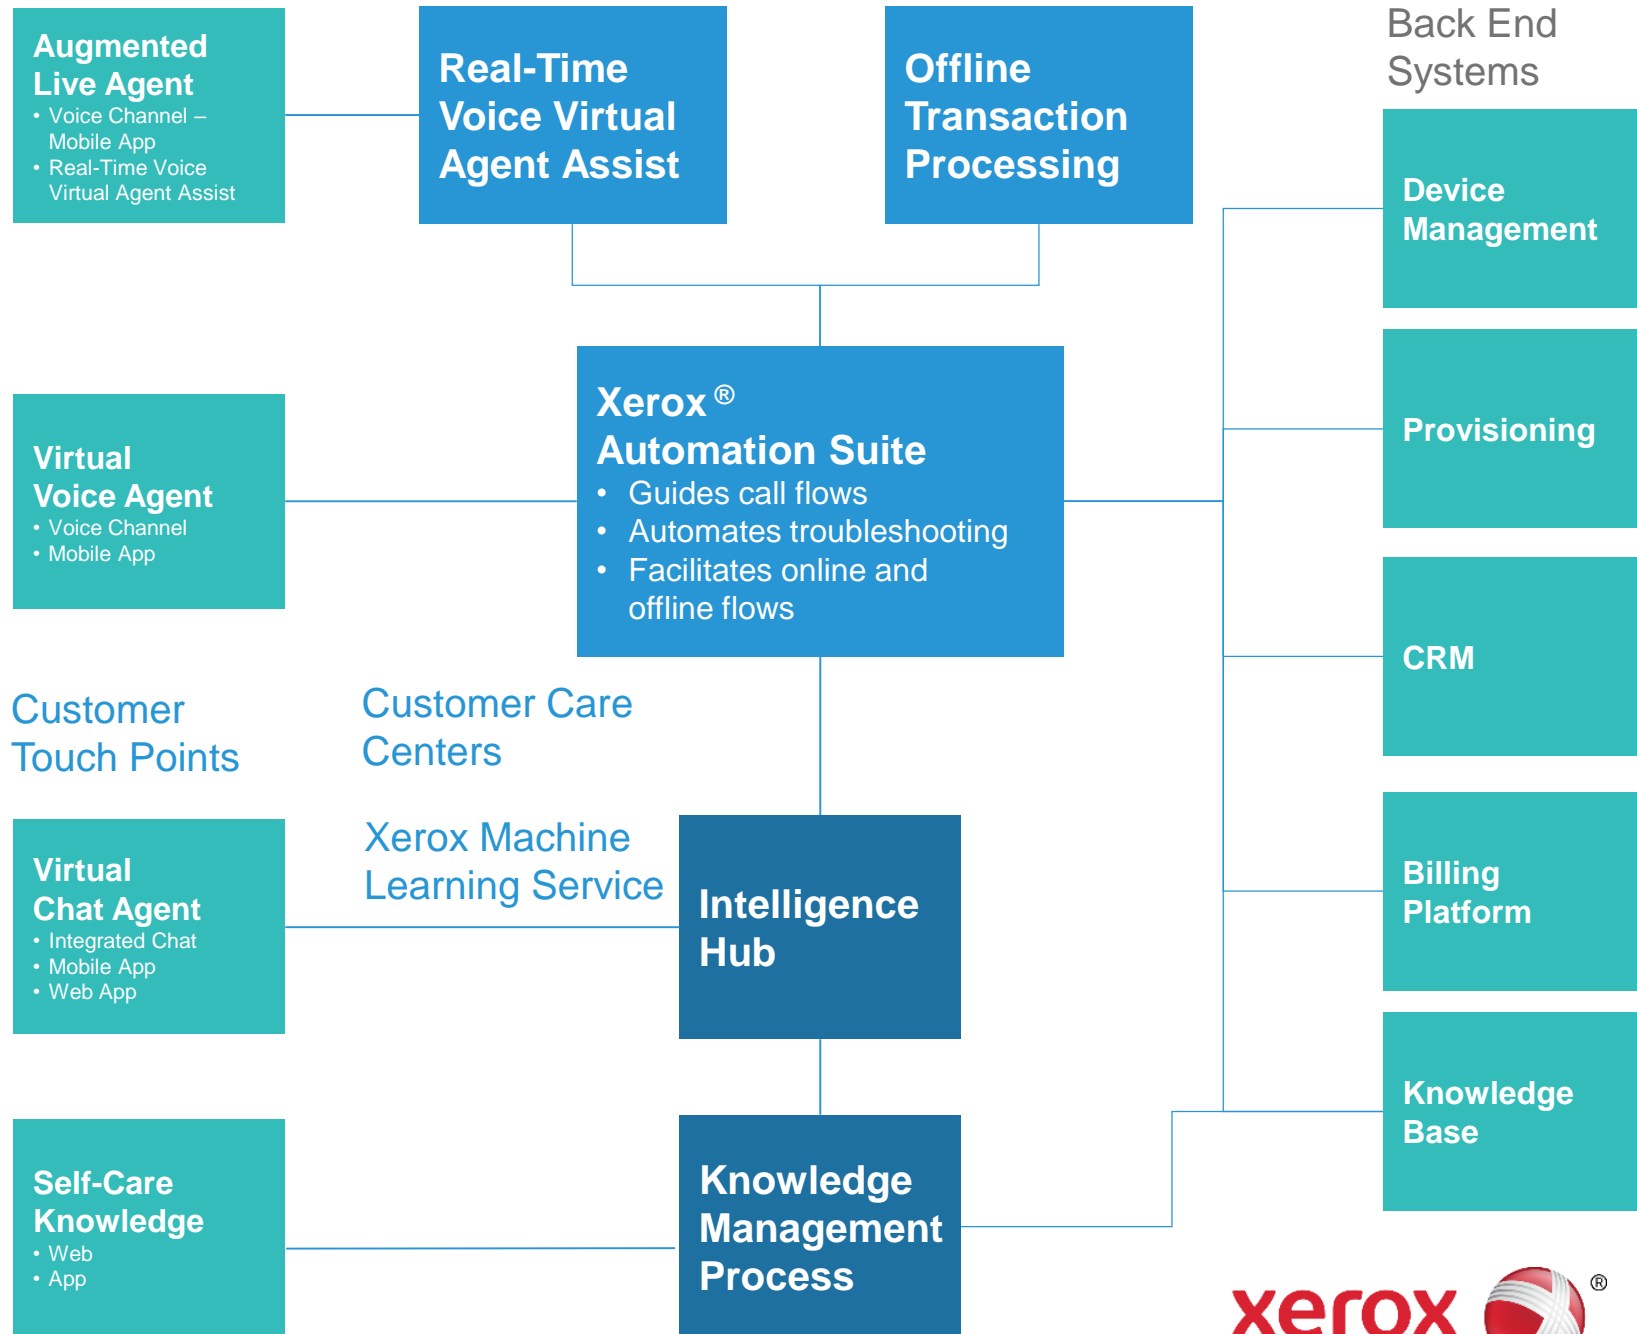 Augmented
Live Agent
• Voice Channel –
Mobile App
• Real-Time Voice
Virtual Agent Assist
Real-Time
Voice Virtual
Agent Assist
Offline
Transaction
Processing
Back End
Systems
Device
Management
Virtual
Voice Agent
• Voice Channel
• Mobile App
Xerox ®
Automation Suite
• Guides call flows
• Automates troubleshooting
• Facilitates online and
offline flows
Provisioning
CRM
Customer
Touch Points
Customer Care
Centers
Xerox Machine
Learning Service
Virtual
Chat Agent
• Integrated Chat
• Mobile App
• Web App
Intelligence
Hub
Billing
Platform
Knowledge
Base
Self-Care
Knowledge
• Web
• App
Knowledge
Management
Process
xerox ®